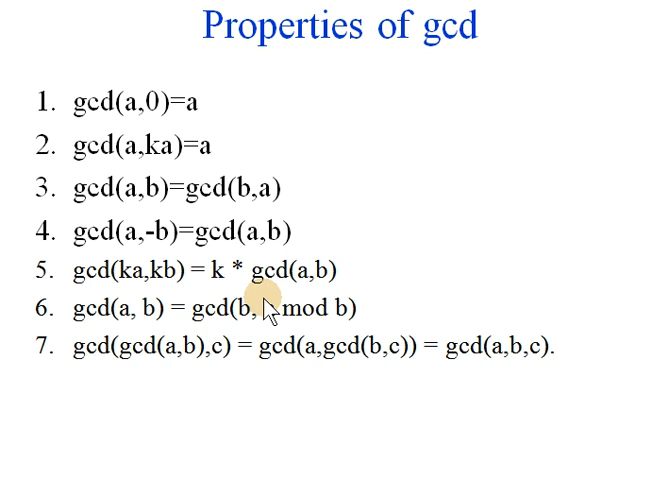 Properties of gcd
1. gcd(a,0)=a
2. gcd(a,ka)=a
3. gcd(a,b)=gcd(b,a)
4. gcd(a,-b)=gcd(a,b)
5. gcd(ka,kb) = k * gcd(a,b)
6. gcd(a, b) = gcd(b, mod b)
7. gcd(gcd(a,b),c) = gcd(a,gcd(b,c)) = gcd(a,b,c).